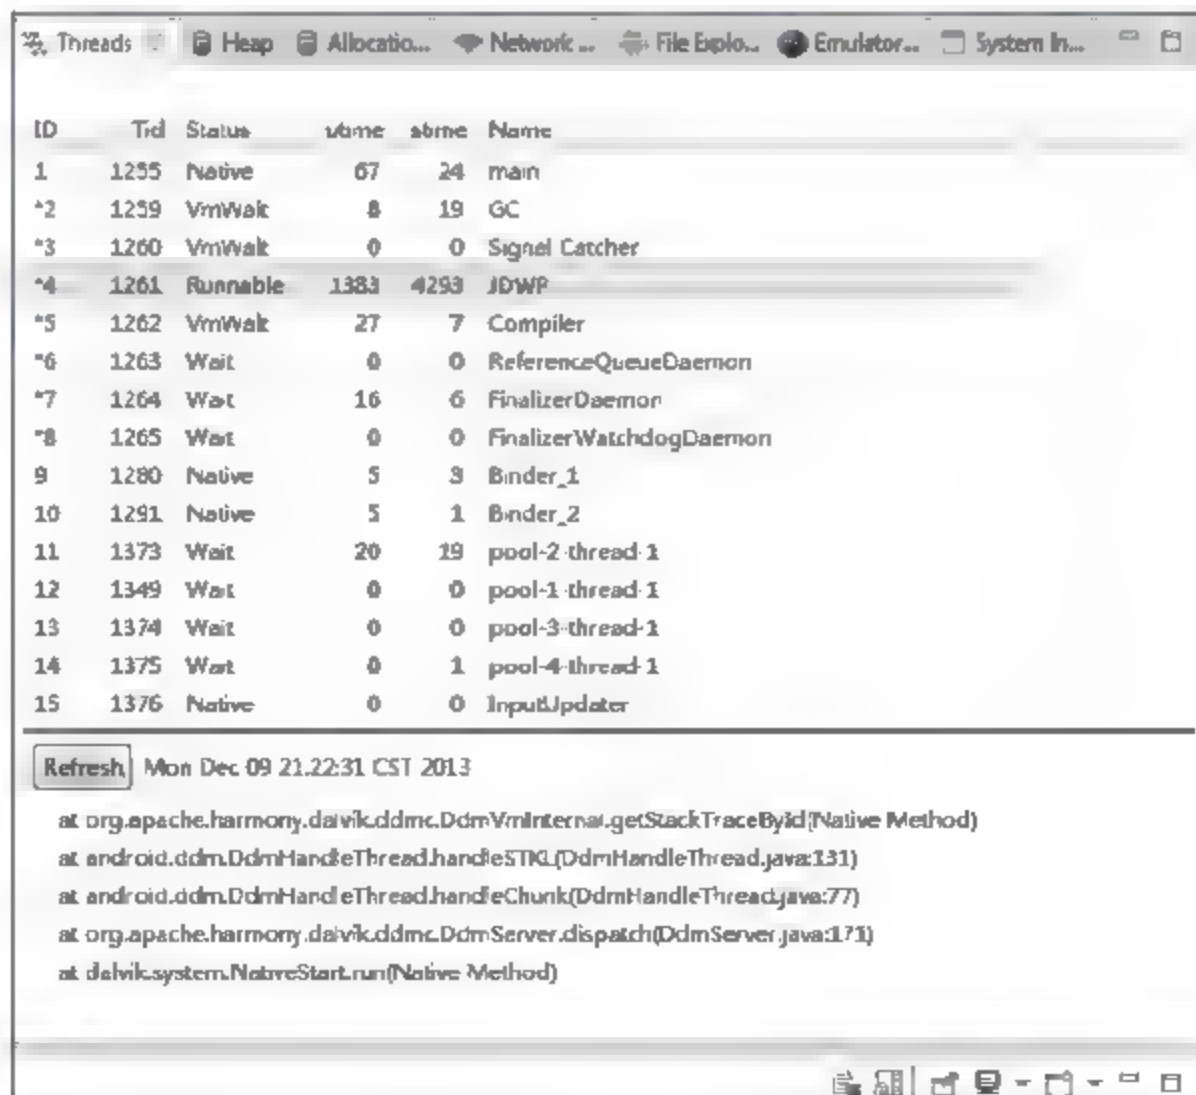 Threads Heap Allocatio... Network ... File Explo... Emulator... System In...
ID Tid Status utime stime Name
1 1255 Native 67 24 main
*2 1259 VmWait 8 19 GC
*3 1260 VmWait 0 0 Signal Catcher
*4 1261 Runnable 1383 4293 JDWP
*5 1262 VmWait 27 7 Compiler
*6 1263 Wait 0 0 ReferenceQueueDaemon
*7 1264 Wait 16 6 FinalizerDaemon
*8 1265 Wait 0 0 FinalizerWatchdogDaemon
9 1280 Native 5 3 Binder_1
10 1291 Native 5 1 Binder_2
11 1373 Wait 20 19 pool-2-thread-1
12 1349 Wait 0 0 pool-1-thread-1
13 1374 Wait 0 0 pool-3-thread-1
14 1375 Wait 0 1 pool-4-thread-1
15 1376 Native 0 0 InputUpdater
Refresh Mon Dec 09 21:22:31 CST 2013
at org.apache.harmony.dalvik.ddmc.DdmVmInternal.getStackTraceById(Native Method)
at android.ddm.DdmHandleThread.handleSTKL(DdmHandleThread.java:131)
at android.ddm.DdmHandleThread.handleChunk(DdmHandleThread.java:77)
at org.apache.harmony.dalvik.ddmc.DdmServer.dispatch(DdmServer.java:171)
at dalvik.system.NativeStart.run(Native Method)